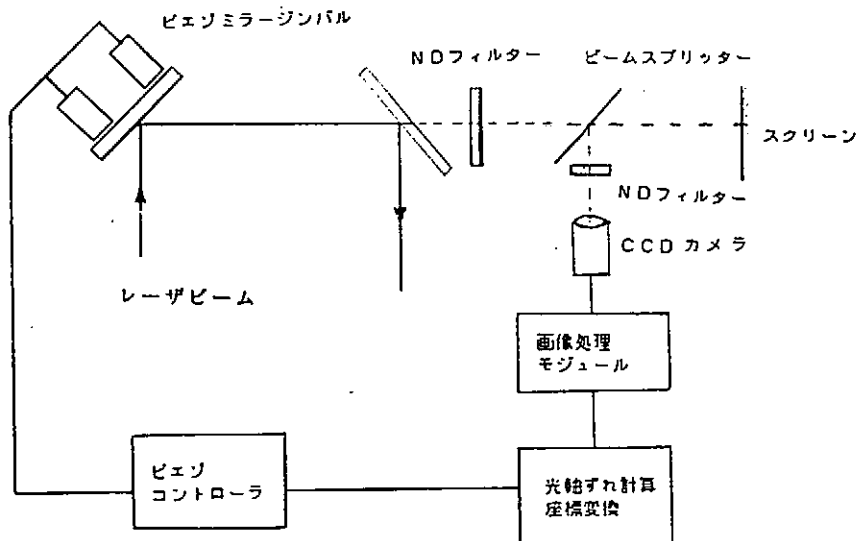 ピエゾミラージンバル
NDフィルター
ビームスプリッター
スクリーン
NDフィルター
CCDカメラ
レーザビーム
画像処理
モジュール
ピエゾ
コントローラ
光軸ずれ計算
座標変換